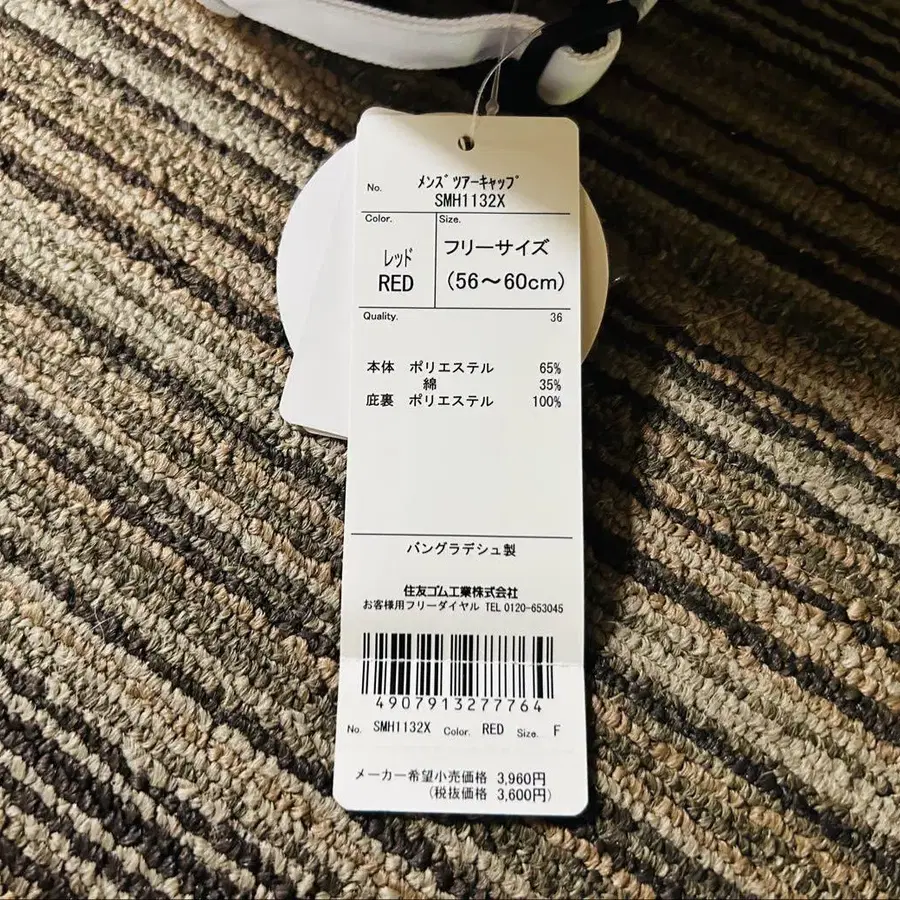 No. ﾒﾝｽﾞ ﾂｱｰｷｬｯﾌﾟ
SMH1132X
Color. Size.
ﾚｯﾄﾞ フリーサイズ
RED (56～60cm)
Quality. 36
本体 ポリエステル 65%
綿 35%
庇裏 ポリエステル 100%
バングラデシュ製
住友ゴム工業株式会社
お客様用フリーダイヤル TEL 0120-653045
4907913277764
No. SMH1132X Color. RED Size. F
メーカー希望小売価格 3,960円
(税抜価格 3,600円)